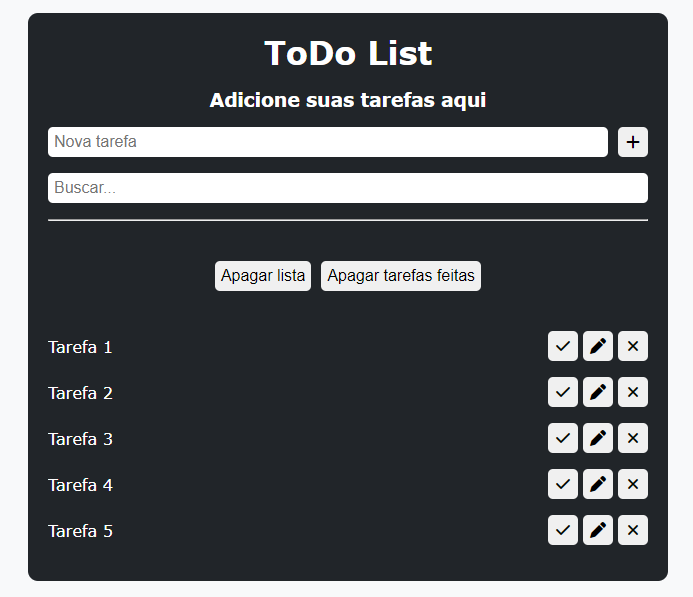 ToDo List
Adicione suas tarefas aqui
Nova tarefa
Buscar...
Apagar lista Apagar tarefas feitas
Tarefa 1
Tarefa 2
Tarefa 3
Tarefa 4
Tarefa 5